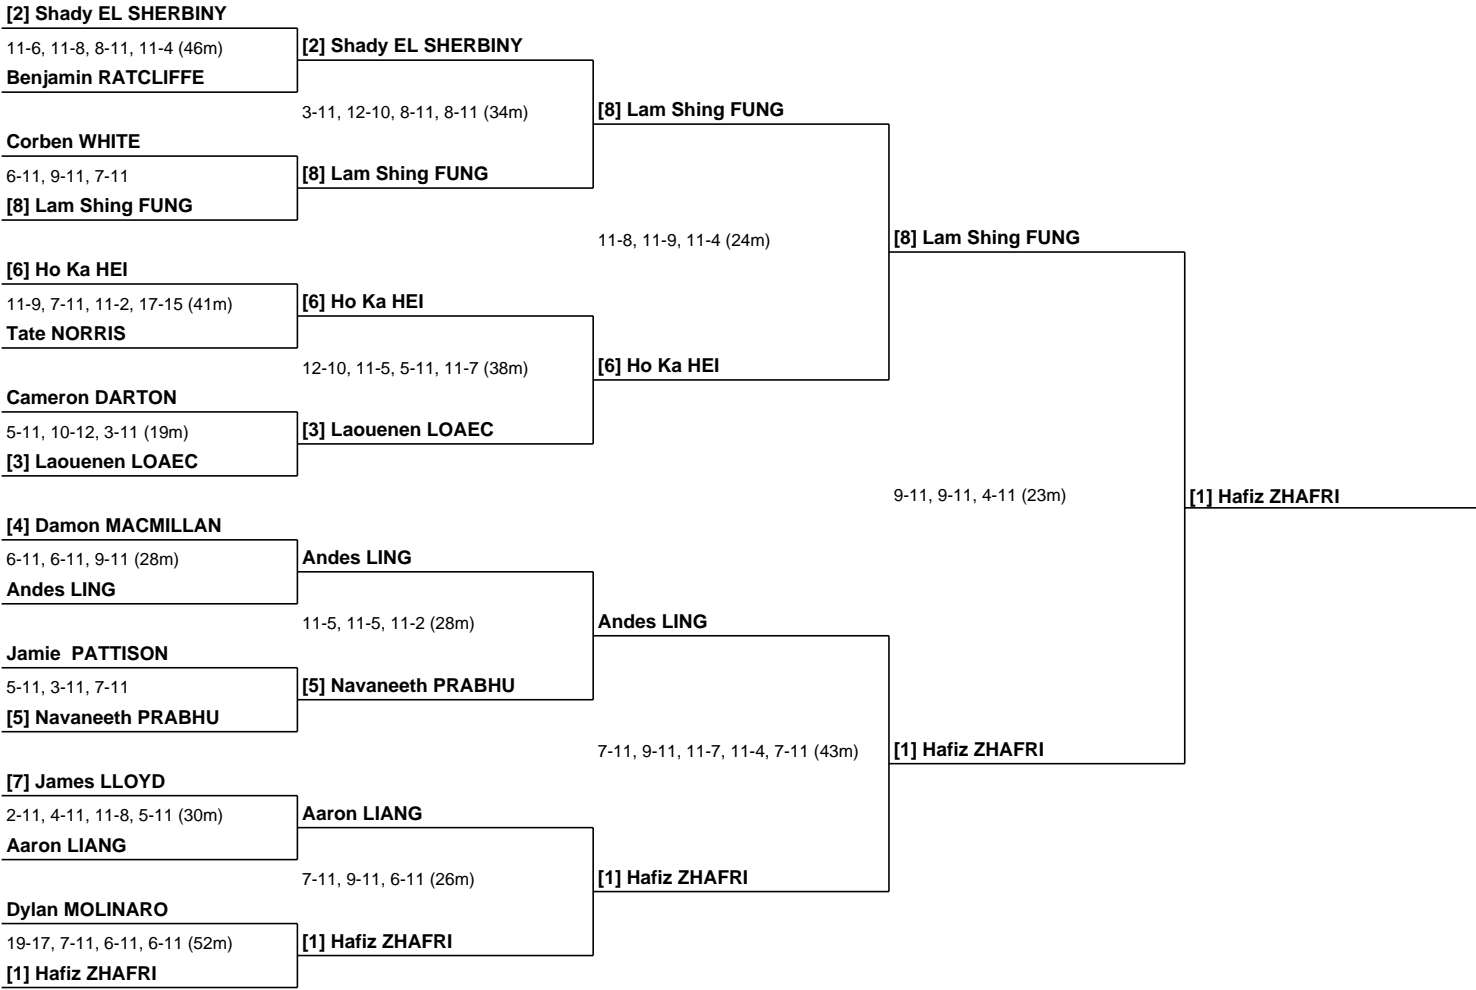 [2] Shady EL SHERBINY
11-6, 11-8, 8-11, 11-4 (46m)
Benjamin RATCLIFFE
Corben WHITE
6-11, 9-11, 7-11
[8] Lam Shing FUNG
[6] Ho Ka HEI
11-9, 7-11, 11-2, 17-15 (41m)
Tate NORRIS
Cameron DARTON
5-11, 10-12, 3-11 (19m)
[3] Laouenen LOAEC
[4] Damon MACMILLAN
6-11, 6-11, 9-11 (28m)
Andes LING
Jamie  PATTISON
5-11, 3-11, 7-11
[5] Navaneeth PRABHU
[7] James LLOYD
2-11, 4-11, 11-8, 5-11 (30m)
Aaron LIANG
Dylan MOLINARO
19-17, 7-11, 6-11, 6-11 (52m)
[1] Hafiz ZHAFRI
[2] Shady EL SHERBINY
3-11, 12-10, 8-11, 8-11 (34m)
[8] Lam Shing FUNG
[6] Ho Ka HEI
12-10, 11-5, 5-11, 11-7 (38m)
[3] Laouenen LOAEC
Andes LING
11-5, 11-5, 11-2 (28m)
[5] Navaneeth PRABHU
Aaron LIANG
7-11, 9-11, 6-11 (26m)
[1] Hafiz ZHAFRI
[8] Lam Shing FUNG
11-8, 11-9, 11-4 (24m)
[6] Ho Ka HEI
Andes LING
7-11, 9-11, 11-7, 11-4, 7-11 (43m)
[1] Hafiz ZHAFRI
[8] Lam Shing FUNG
9-11, 9-11, 4-11 (23m)
[1] Hafiz ZHAFRI
[1] Hafiz ZHAFRI